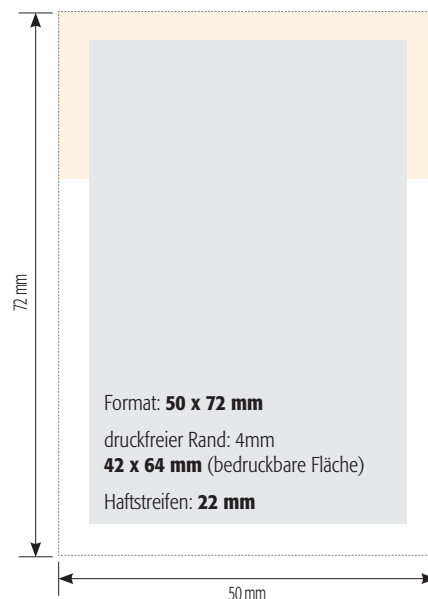 72 mm
Format: 50 x 72 mm
druckfreier Rand: 4mm
42 x 64 mm (bedruckbare Fläche)
Haftstreifen: 22 mm
50 mm